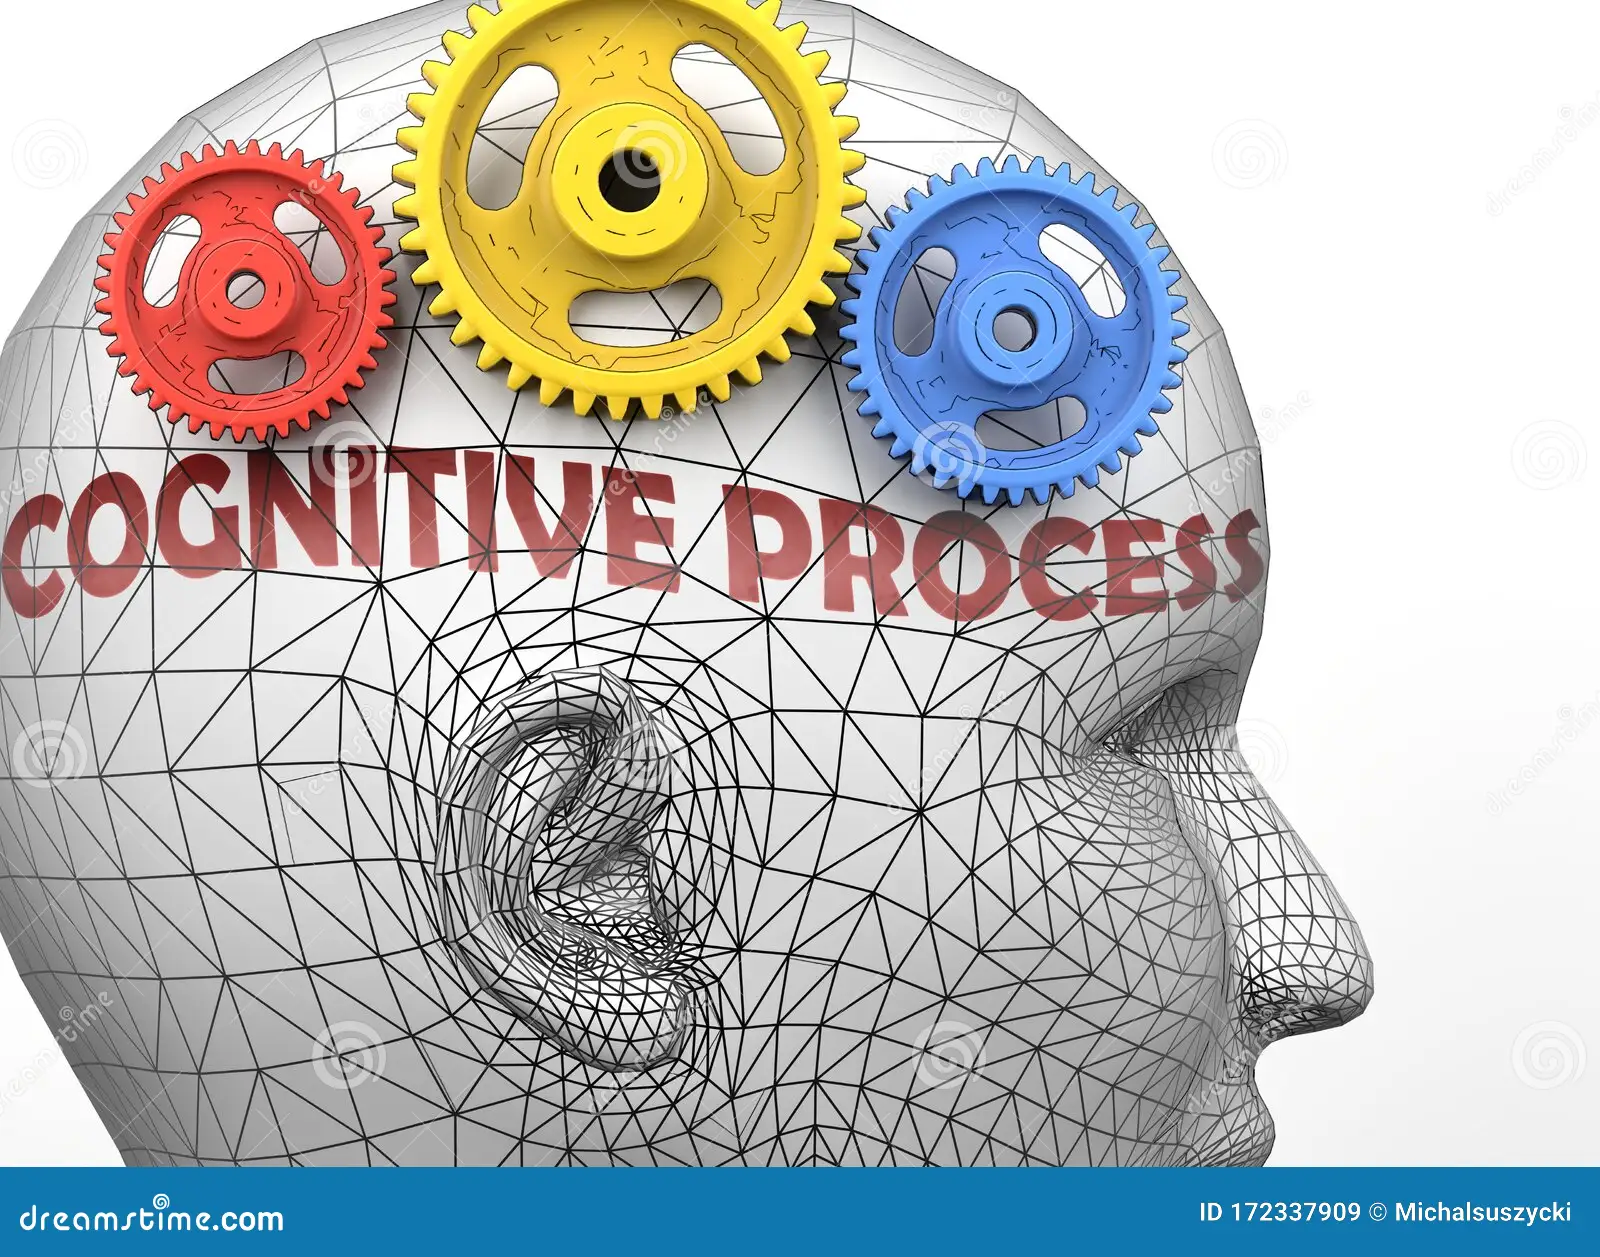 COGNITIVE PROCESS
dreamstime.com
ID 172337909 © Michalsuszycki